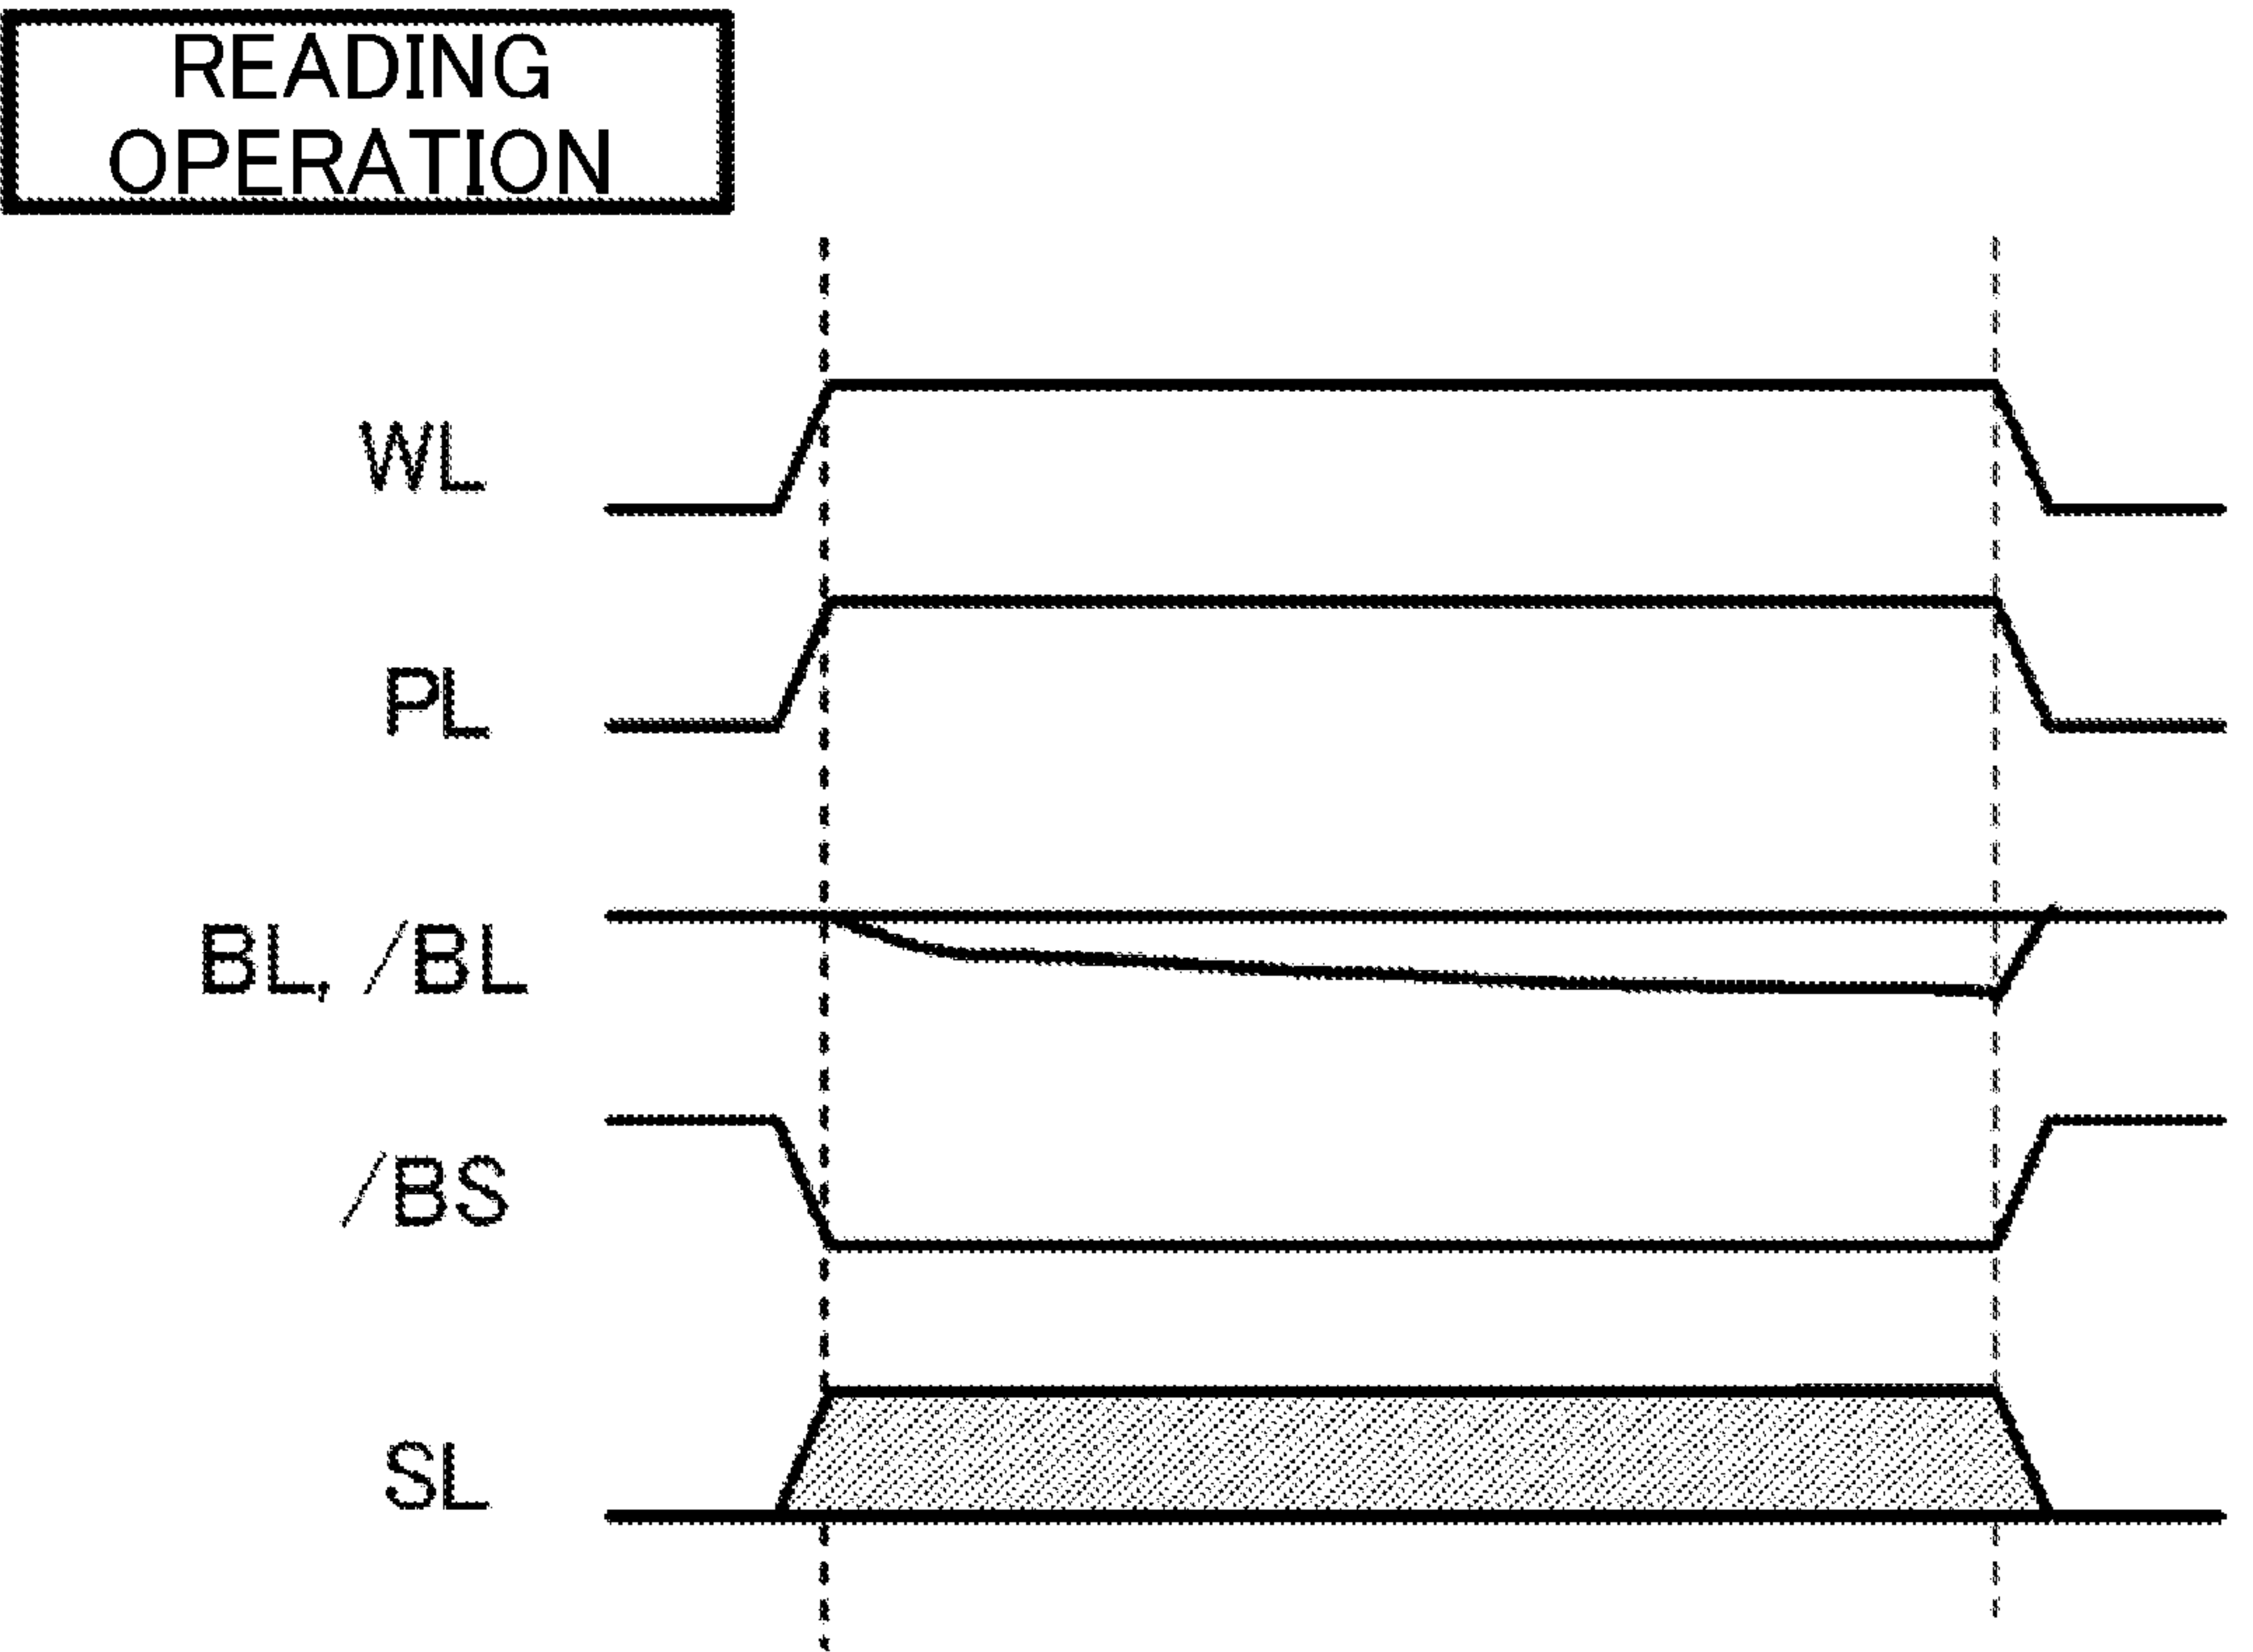 READING
OPERATION
WL
PL
BL, /BL
/BS
SL